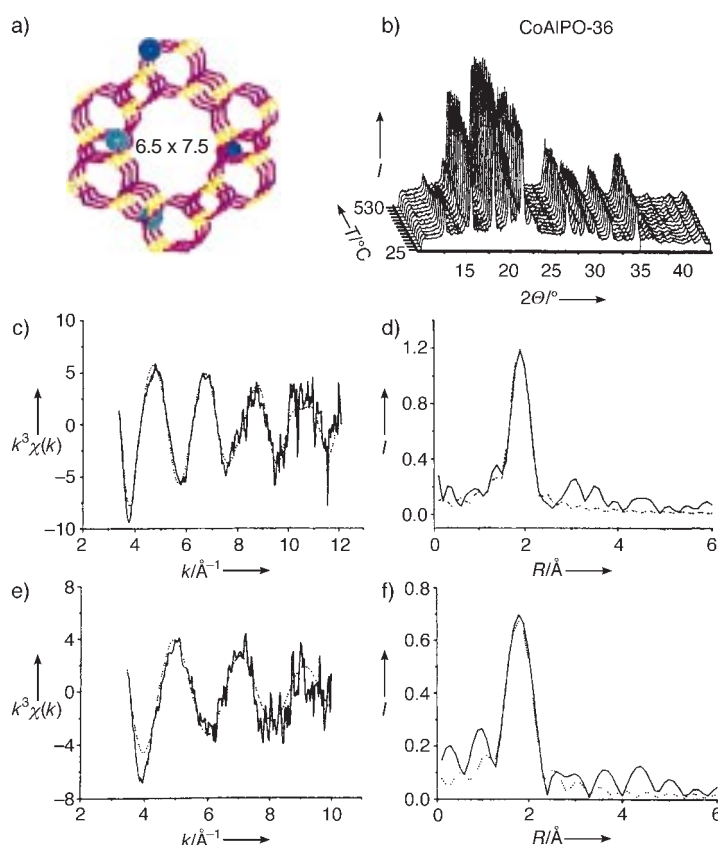 a)
b)
CoAlPO-36
6.5 x 7.5
I
530
T/°C
25
15 20 25 30 35 40
2Θ/°
c)
10
5
0
−5
−10
k³χ(k)
2 4 6 8 10 12
k/Å⁻¹
d)
1.2
0.8
0.4
0.0
I
0 2 4 6
R/Å
e)
8
4
0
−4
−8
k³χ(k)
2 4 6 8 10
k/Å⁻¹
f)
0.8
0.6
0.4
0.2
0.0
I
0 2 4 6
R/Å